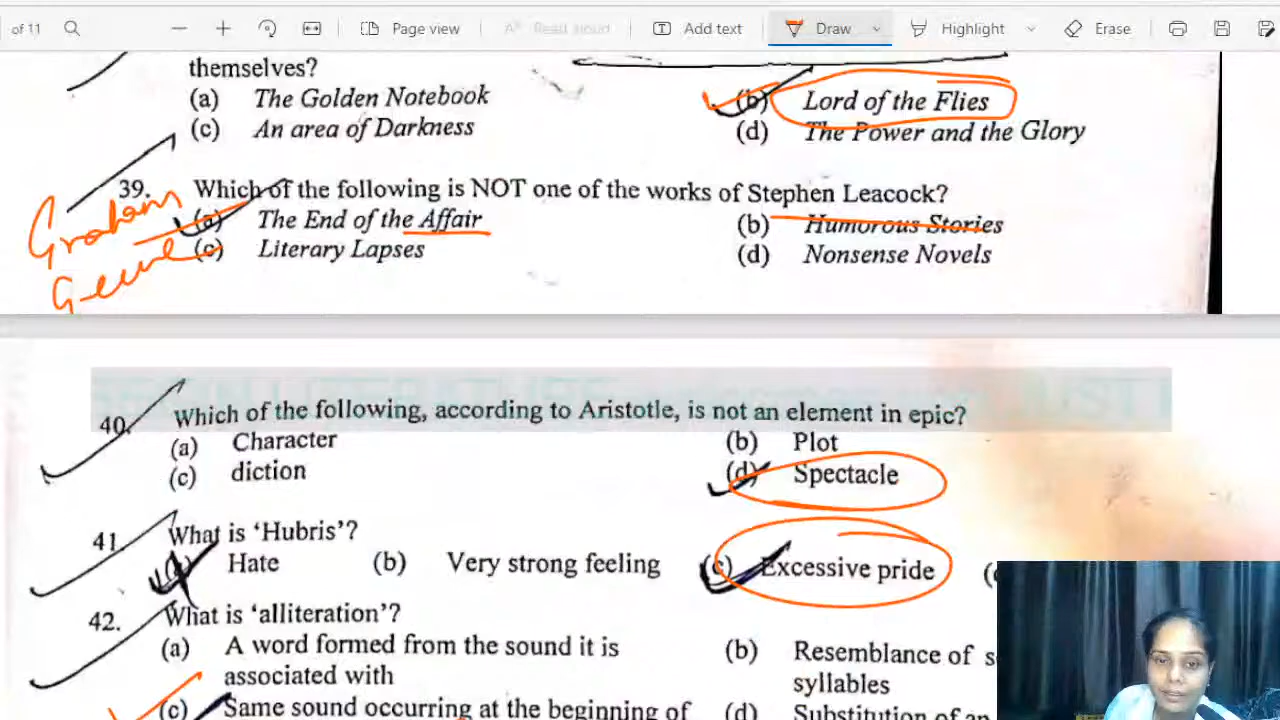 of 11
Page view
Read aloud
Add text
Draw
Highlight
Erase
themselves?
(a) The Golden Notebook (b) Lord of the Flies
(c) An area of Darkness (d) The Power and the Glory
39. Which of the following is NOT one of the works of Stephen Leacock?
(a) The End of the Affair (b) Humorous Stories
(c) Literary Lapses (d) Nonsense Novels
Graham
40. Which of the following, according to Aristotle, is not an element in epic?
(a) Character (b) Plot
(c) diction (d) Spectacle
41. What is ‘Hubris’?
Hate (b) Very strong feeling (c) Excessive pride
42. What is ‘alliteration’?
(a) A word formed from the sound it is (b) Resemblance of
associated with syllables
(c) Same sound occurring at the beginning of (d) Substitution of